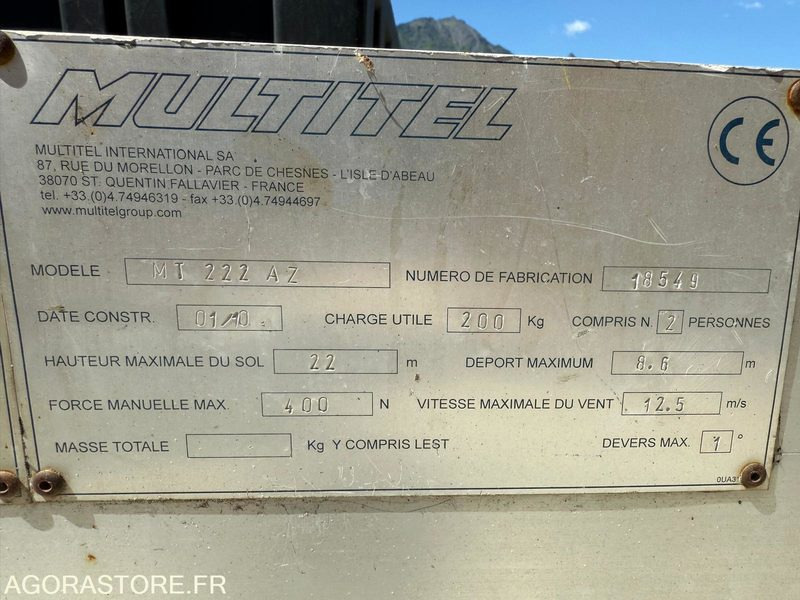 MULTITEL
CE
MULTITEL INTERNATIONAL SA
87, RUE DU MORELLON - PARC DE CHESNES - L'ISLE D'ABEAU
38070 ST. QUENTIN FALLAVIER - FRANCE
tel. +33.(0)4.74946319 - fax +33.(0)4.74944697
www.multitelgroup.com
MODELE MT 222 AZ NUMERO DE FABRICATION 18549
DATE CONSTR. 01/10 CHARGE UTILE 200 Kg COMPRIS N. 2 PERSONNES
HAUTEUR MAXIMALE DU SOL 22 m DEPORT MAXIMUM 8.6 m
FORCE MANUELLE MAX. 400 N VITESSE MAXIMALE DU VENT 12.5 m/s
MASSE TOTALE Kg Y COMPRIS LEST DEVERS MAX. 1 °
AGORASTORE.FR